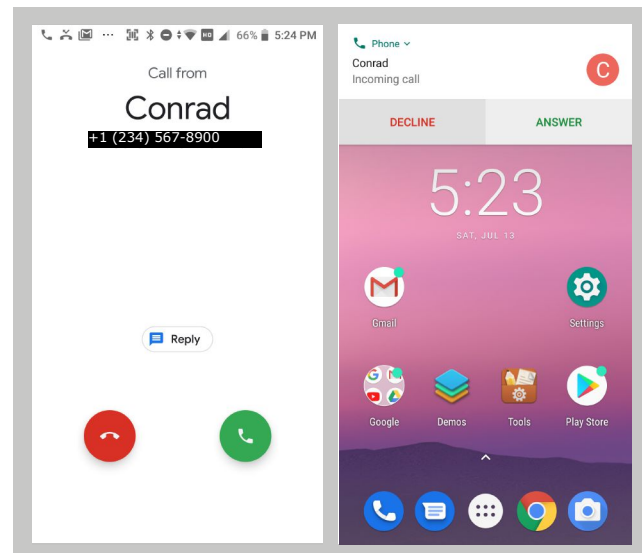 66% 5:24 PM
Call from
Conrad
+1 (234) 567-8900
Reply
Phone
Conrad
Incoming call
C
DECLINE
ANSWER
5:23
SAT, JUL 13
Gmail
Settings
Google
Demos
Tools
Play Store